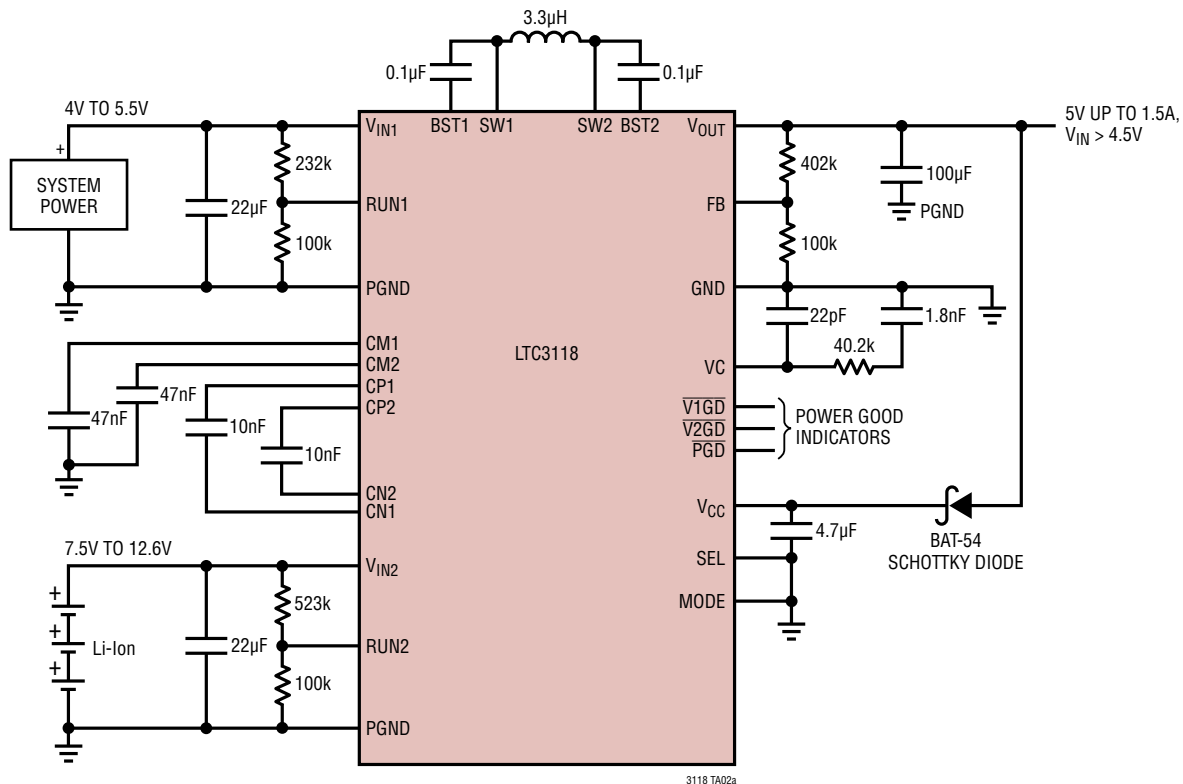 3.3µH
0.1µF
0.1µF
4V TO 5.5V
VIN1
BST1
SW1
SW2
BST2
VOUT
5V UP TO 1.5A,
VIN > 4.5V
+
SYSTEM
POWER
22µF
232k
RUN1
100k
PGND
402k
FB
100k
100µF
PGND
GND
22pF
1.8nF
40.2k
VC
LTC3118
CM1
CM2
CP1
CP2
47nF
47nF
10nF
10nF
CN2
CN1
V1GD
V2GD
PGD
POWER GOOD
INDICATORS
VCC
4.7µF
BAT-54
SCHOTTKY DIODE
SEL
MODE
7.5V TO 12.6V
VIN2
+
+
+
Li-Ion
22µF
523k
RUN2
100k
PGND
3118 TA02a